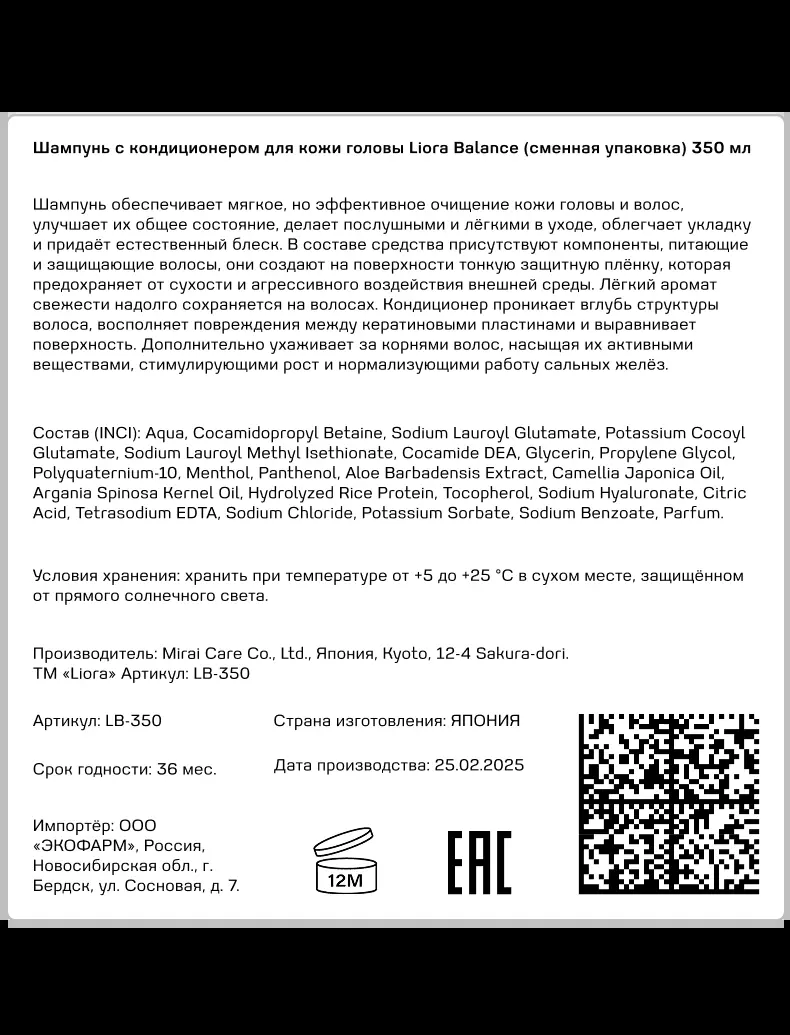 Шампунь с кондиционером для кожи головы Liora Balance (сменная упаковка) 350 мл
Шампунь обеспечивает мягкое, но эффективное очищение кожи головы и волос,
улучшает их общее состояние, делает послушными и лёгкими в уходе, облегчает укладку
и придаёт естественный блеск. В составе средства присутствуют компоненты, питающие
и защищающие волосы, они создают на поверхности тонкую защитную плёнку, которая
предохраняет от сухости и агрессивного воздействия внешней среды. Лёгкий аромат
свежести надолго сохраняется на волосах. Кондиционер проникает вглубь структуры
волоса, восполняет повреждения между кератиновыми пластинами и выравнивает
поверхность. Дополнительно ухаживает за корнями волос, насыщая их активными
веществами, стимулирующими рост и нормализующими работу сальных желёз.
Состав (INCI): Aqua, Cocamidopropyl Betaine, Sodium Lauroyl Glutamate, Potassium Cocoyl
Glutamate, Sodium Lauroyl Methyl Isethionate, Cocamide DEA, Glycerin, Propylene Glycol,
Polyquaternium-10, Menthol, Panthenol, Aloe Barbadensis Extract, Camellia Japonica Oil,
Argania Spinosa Kernel Oil, Hydrolyzed Rice Protein, Tocopherol, Sodium Hyaluronate, Citric
Acid, Tetrasodium EDTA, Sodium Chloride, Potassium Sorbate, Sodium Benzoate, Parfum.
Условия хранения: хранить при температуре от +5 до +25 °C в сухом месте, защищённом
от прямого солнечного света.
Производитель: Mirai Care Co., Ltd., Япония, Kyoto, 12-4 Sakura-dori.
ТМ «Liora» Артикул: LB-350
Артикул: LB-350
Страна изготовления: ЯПОНИЯ
Срок годности: 36 мес.
Дата производства: 25.02.2025
Импортёр: ООО
«ЭКОФАРМ», Россия,
Новосибирская обл., г.
Бердск, ул. Сосновая, д. 7.
12M
EAC